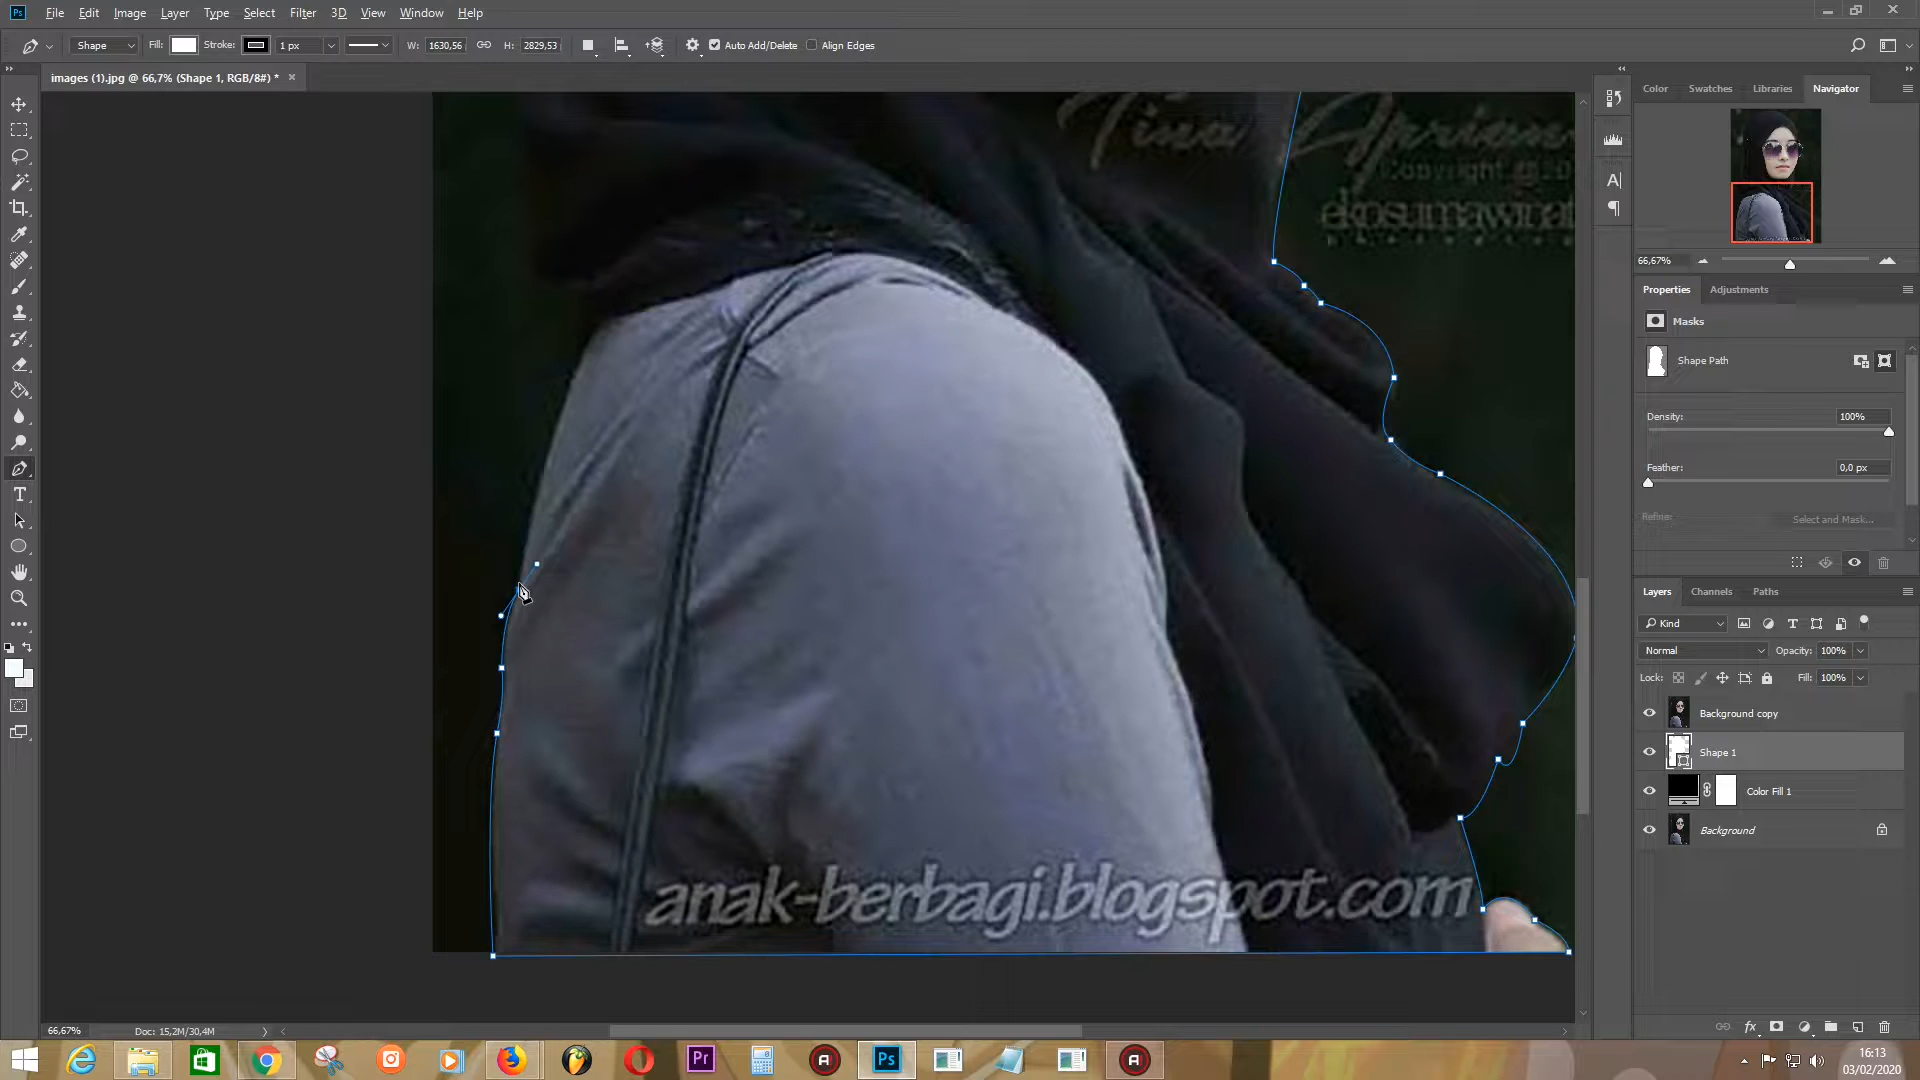 File Edit Image Layer Type Select Filter 3D View Window Help
Shape Fill: Stroke: 1 px W: 1630,56 H: 2829,53 Auto Add/Delete Align Edges
images (1).jpg @ 66,7% (Shape 1, RGB/8#) *
Color Swatches Libraries Navigator
66,67%
Properties Adjustments
Masks
Shape Path
Density: 100%
Feather: 0,0 px
Refine: Select and Mask...
Layers Channels Paths
Kind
Normal Opacity: 100%
Lock: Fill: 100%
Background copy
Shape 1
Color Fill 1
Background
Copyright @20
anak-berbagi.blogspot.com
66,67% Doc: 15,2M/30,4M
16:13
03/02/2020